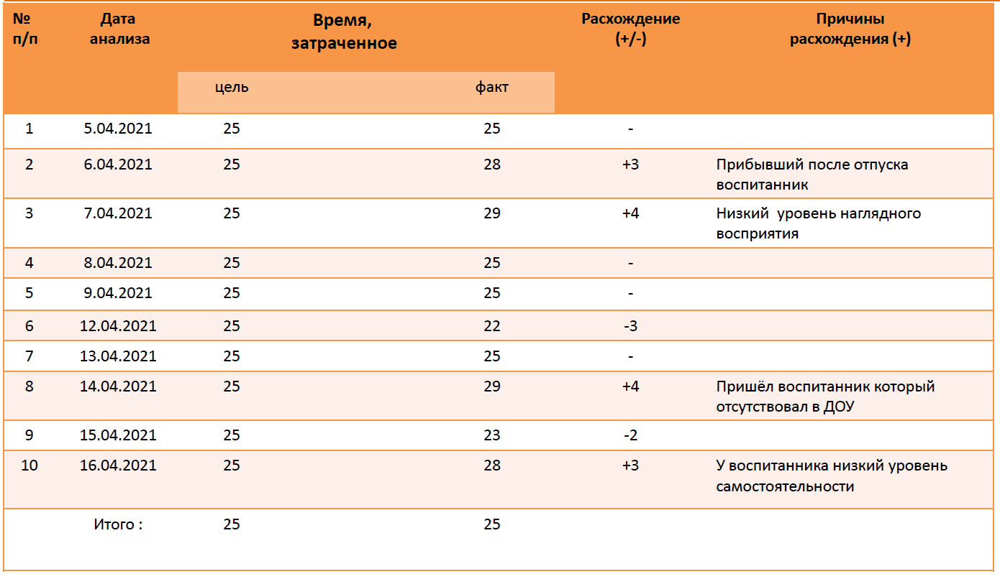 № п/п Дата анализа Время, затраченное Расхождение (+/-) Причины расхождения (+)
цель факт
1 5.04.2021 25 25 -
2 6.04.2021 25 28 +3 Прибывший после отпуска
воспитанник
3 7.04.2021 25 29 +4 Низкий уровень наглядного
восприятия
4 8.04.2021 25 25 -
5 9.04.2021 25 25 -
6 12.04.2021 25 22 -3
7 13.04.2021 25 25 -
8 14.04.2021 25 29 +4 Пришёл воспитанник который
отсутствовал в ДОУ
9 15.04.2021 25 23 -2
10 16.04.2021 25 28 +3 У воспитанника низкий уровень
самостоятельности
Итого : 25 25